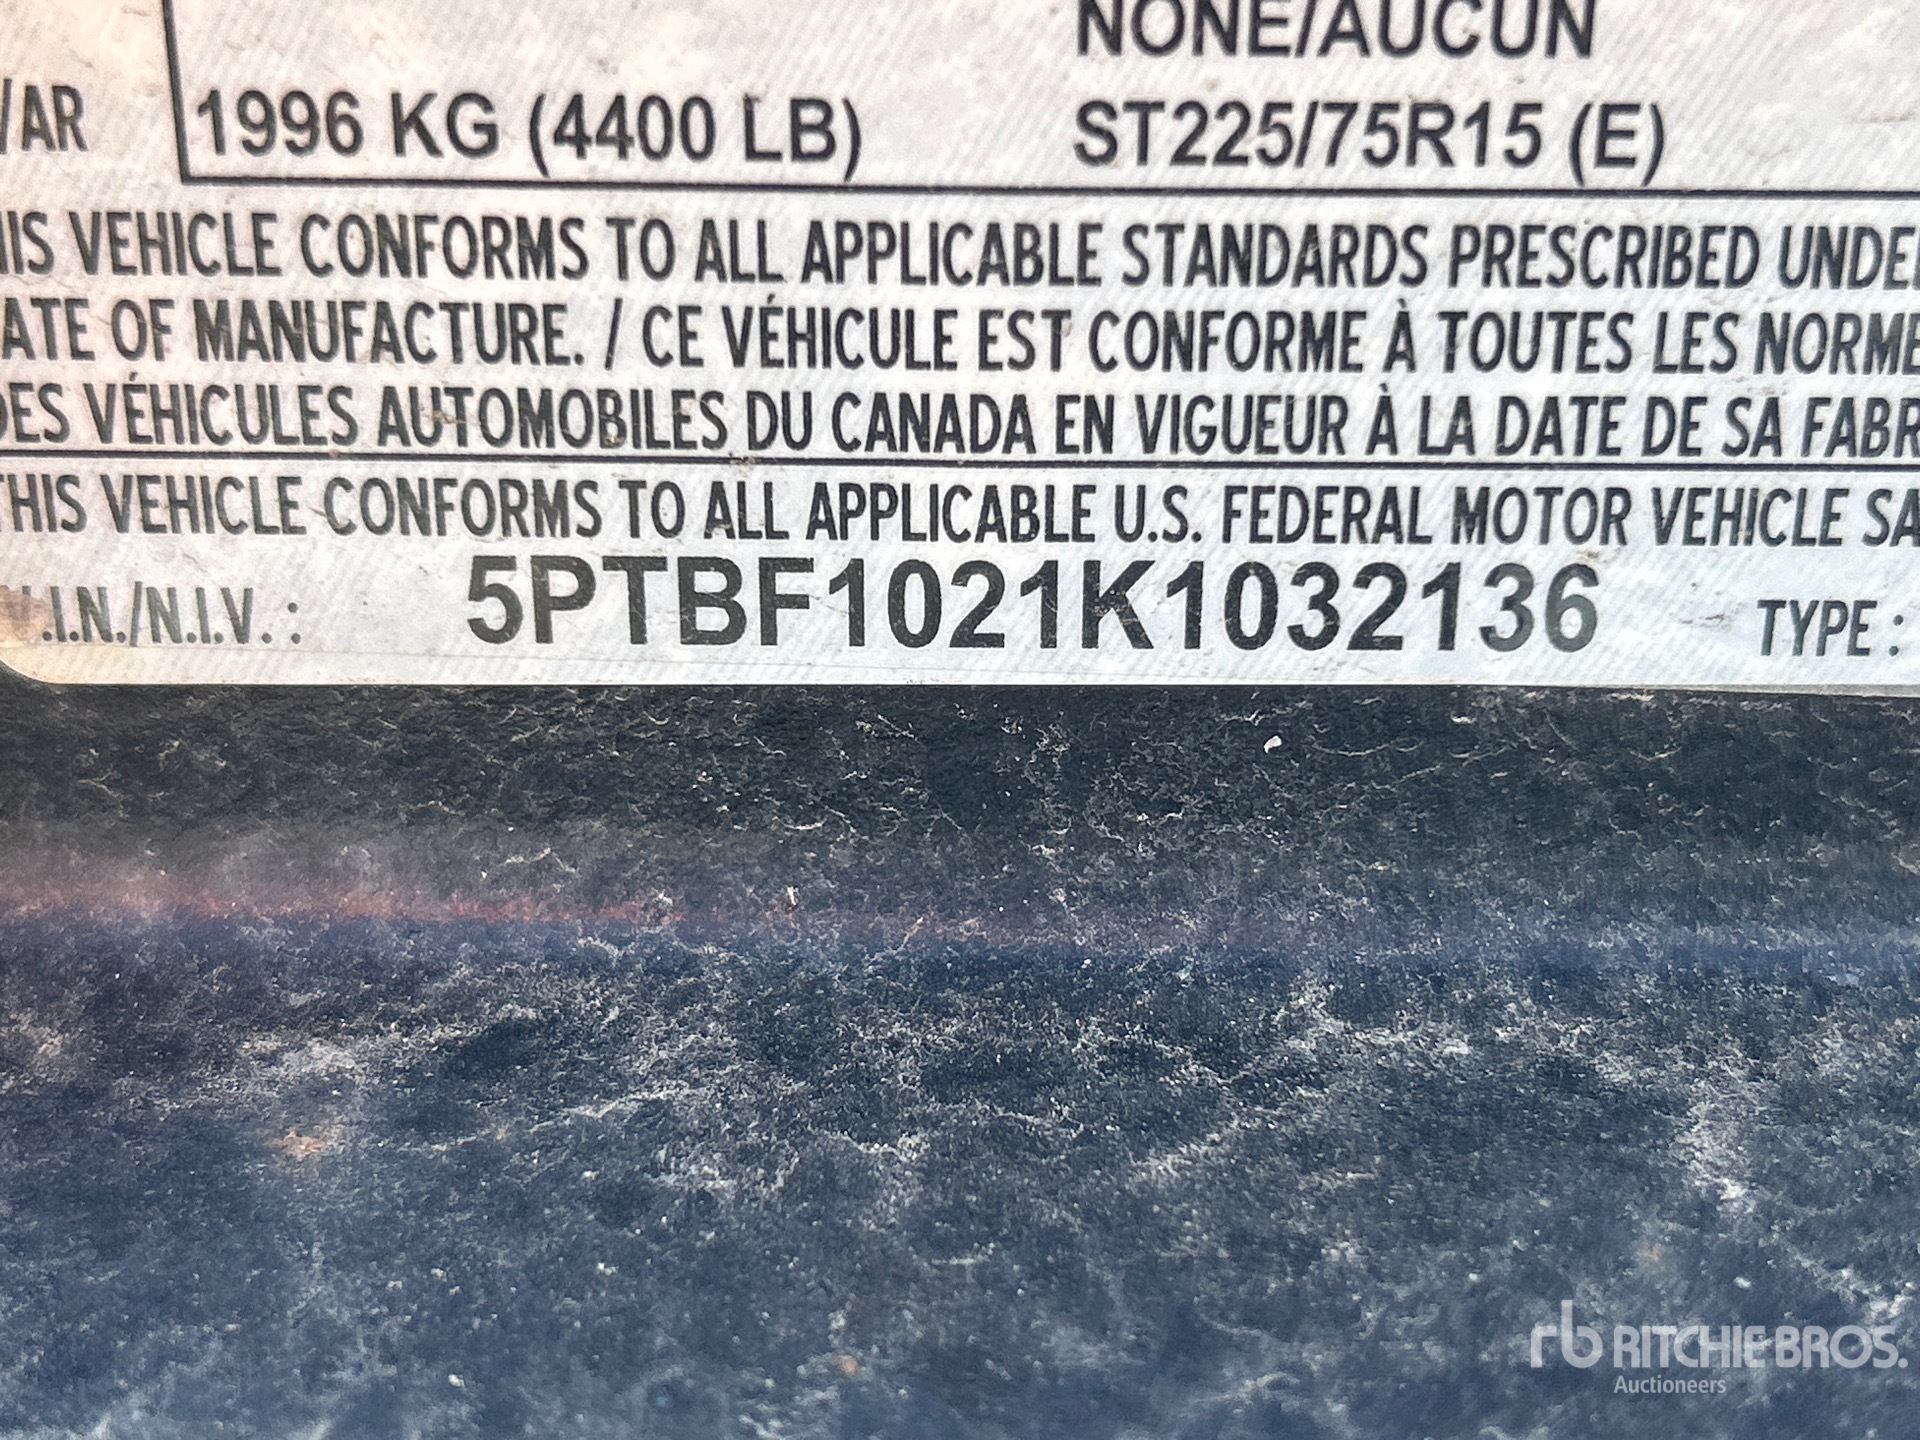 NONE/AUCUN
/AR 1996 KG (4400 LB) ST225/75R15 (E)
HIS VEHICLE CONFORMS TO ALL APPLICABLE STANDARDS PRESCRIBED UNDE
ATE OF MANUFACTURE. / CE VÉHICULE EST CONFORME À TOUTES LES NORME
DES VÉHICULES AUTOMOBILES DU CANADA EN VIGUEUR À LA DATE DE SA FABR
THIS VEHICLE CONFORMS TO ALL APPLICABLE U.S. FEDERAL MOTOR VEHICLE SA
V.I.N./N.I.V. : 5PTBF1021K1032136 TYPE :
rb RITCHIE BROS.
Auctioneers